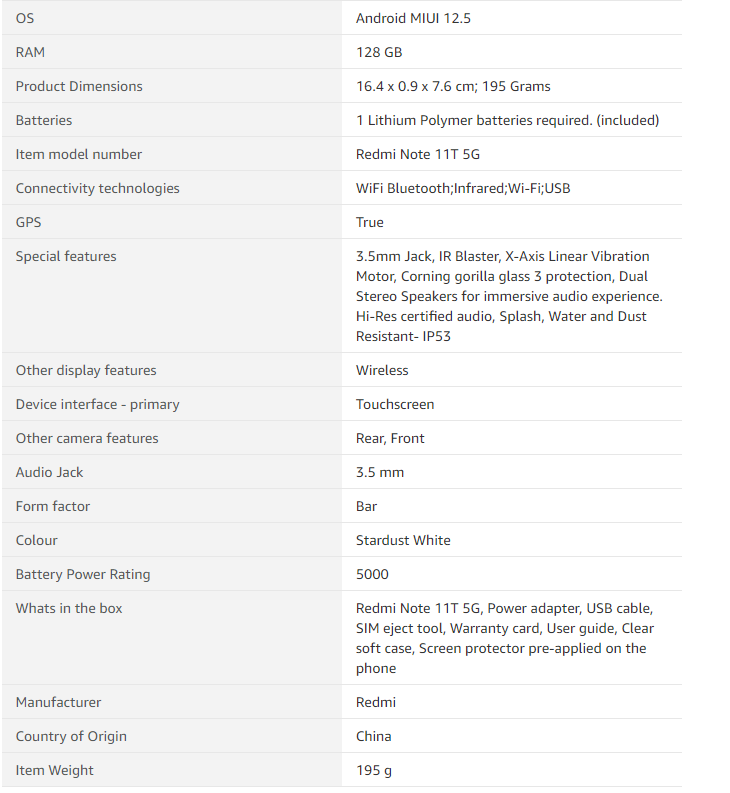 OS Android MIUI 12.5
RAM 128 GB
Product Dimensions 16.4 x 0.9 x 7.6 cm; 195 Grams
Batteries 1 Lithium Polymer batteries required. (included)
Item model number Redmi Note 11T 5G
Connectivity technologies WiFi Bluetooth;Infrared;Wi-Fi;USB
GPS True
Special features 3.5mm Jack, IR Blaster, X-Axis Linear Vibration
Motor, Corning gorilla glass 3 protection, Dual
Stereo Speakers for immersive audio experience.
Hi-Res certified audio, Splash, Water and Dust
Resistant- IP53
Other display features Wireless
Device interface - primary Touchscreen
Other camera features Rear, Front
Audio Jack 3.5 mm
Form factor Bar
Colour Stardust White
Battery Power Rating 5000
Whats in the box Redmi Note 11T 5G, Power adapter, USB cable,
SIM eject tool, Warranty card, User guide, Clear
soft case, Screen protector pre-applied on the
phone
Manufacturer Redmi
Country of Origin China
Item Weight 195 g